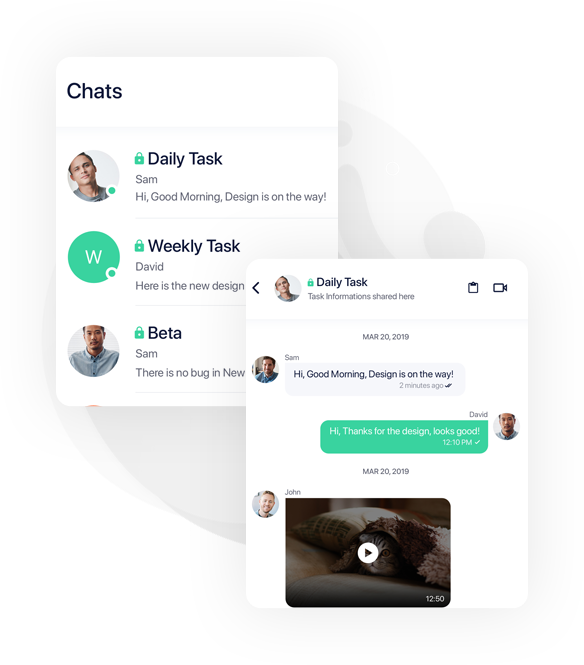 Chats
Daily Task
Sam
Hi, Good Morning, Design is on the way!
W
Weekly Task
David
Here is the new design
Beta
Sam
There is no bug in New
Daily Task
Task Informations shared here
MAR 20, 2019
Sam
Hi, Good Morning, Design is on the way!
2 minutes ago
David
Hi, Thanks for the design, looks good!
12:10 PM
MAR 20, 2019
John
12:50